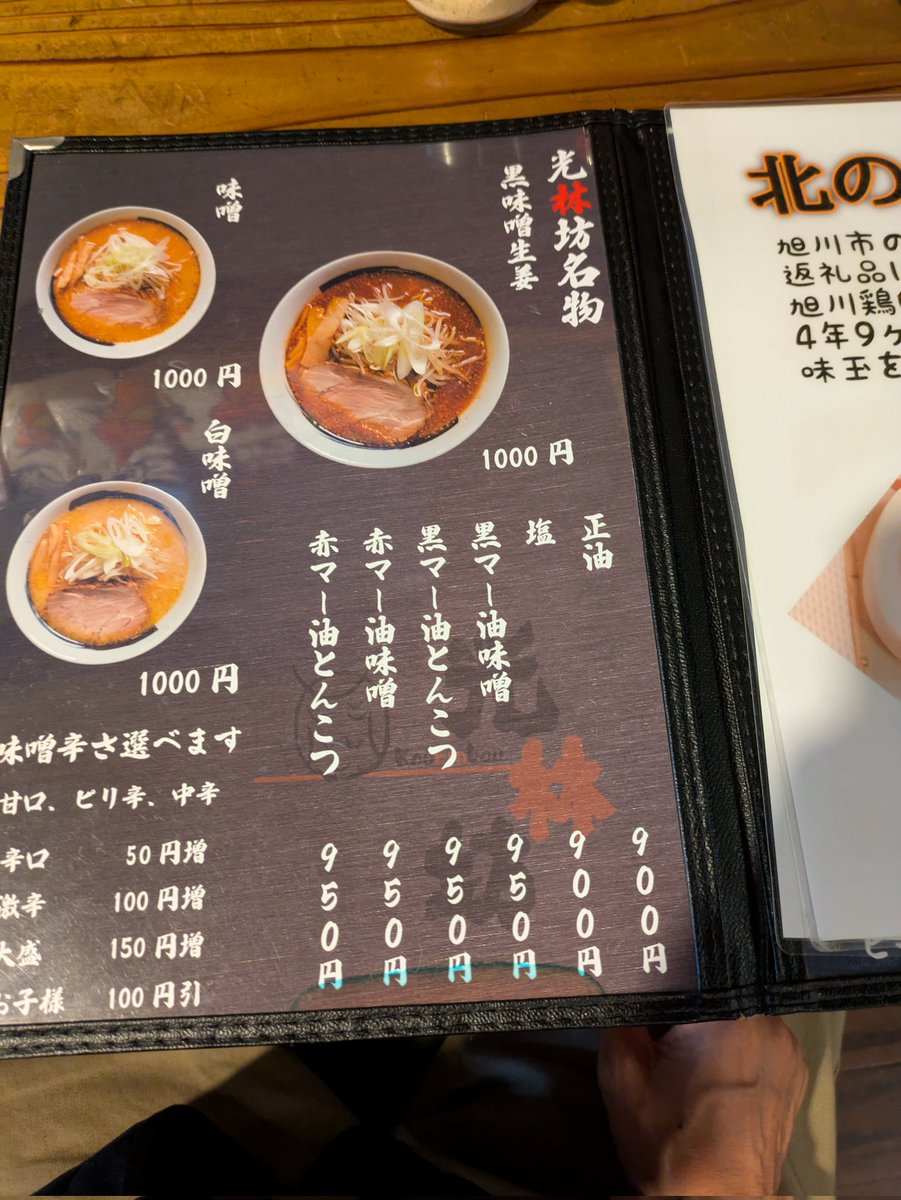 光林坊名物
黒味噌生姜
1000円
味噌
1000円
白味噌
1000円
正油 900円
塩 900円
黒マー油味噌 950円
黒マー油とんこつ 950円
赤マー油味噌 950円
赤マー油とんこつ 950円
味噌辛さ選べます
甘口、ピリ辛、中辛
辛口 50円増
激辛 100円増
大盛 150円増
お子様 100円引
光林坊
北の
旭川市の
返礼品
旭川鶏
4年9ヶ
味玉を